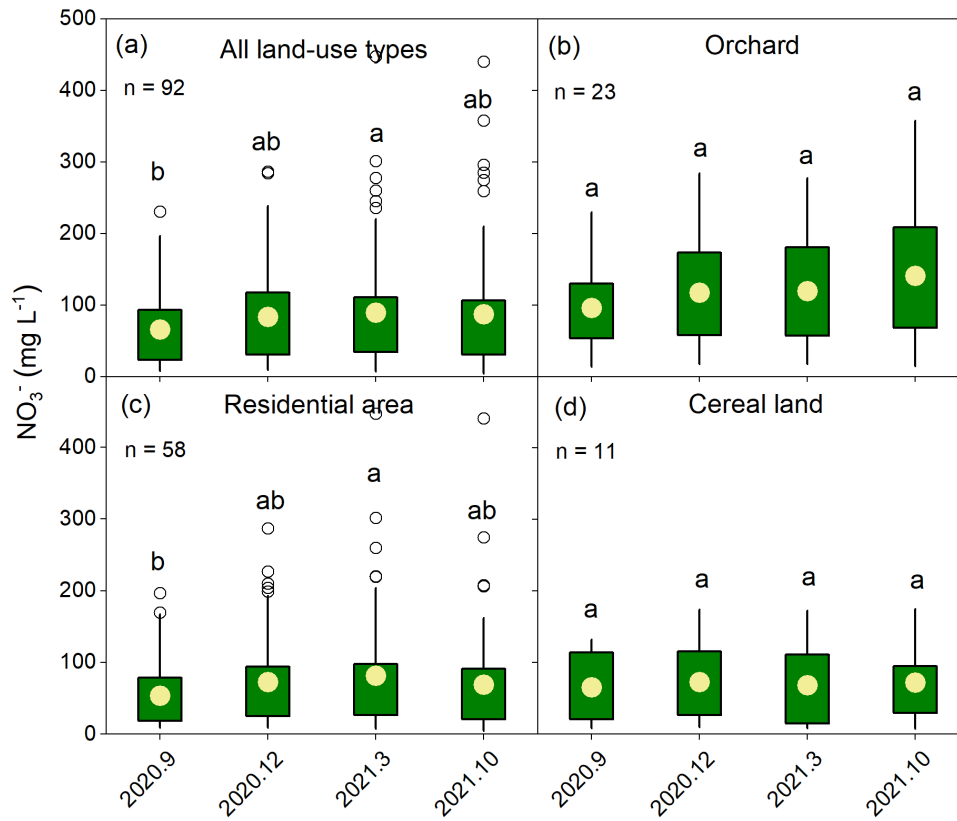 (a) All land-use types
n = 92
b ab a ab
(b) Orchard
n = 23
a a a a
500
400
300
200
100
0
(c) Residential area
n = 58
b ab a ab
(d) Cereal land
n = 11
a a a a
400
300
200
100
0
NO₃⁻ (mg L⁻¹)
2020.9 2020.12 2021.3 2021.10 2020.9 2020.12 2021.3 2021.10